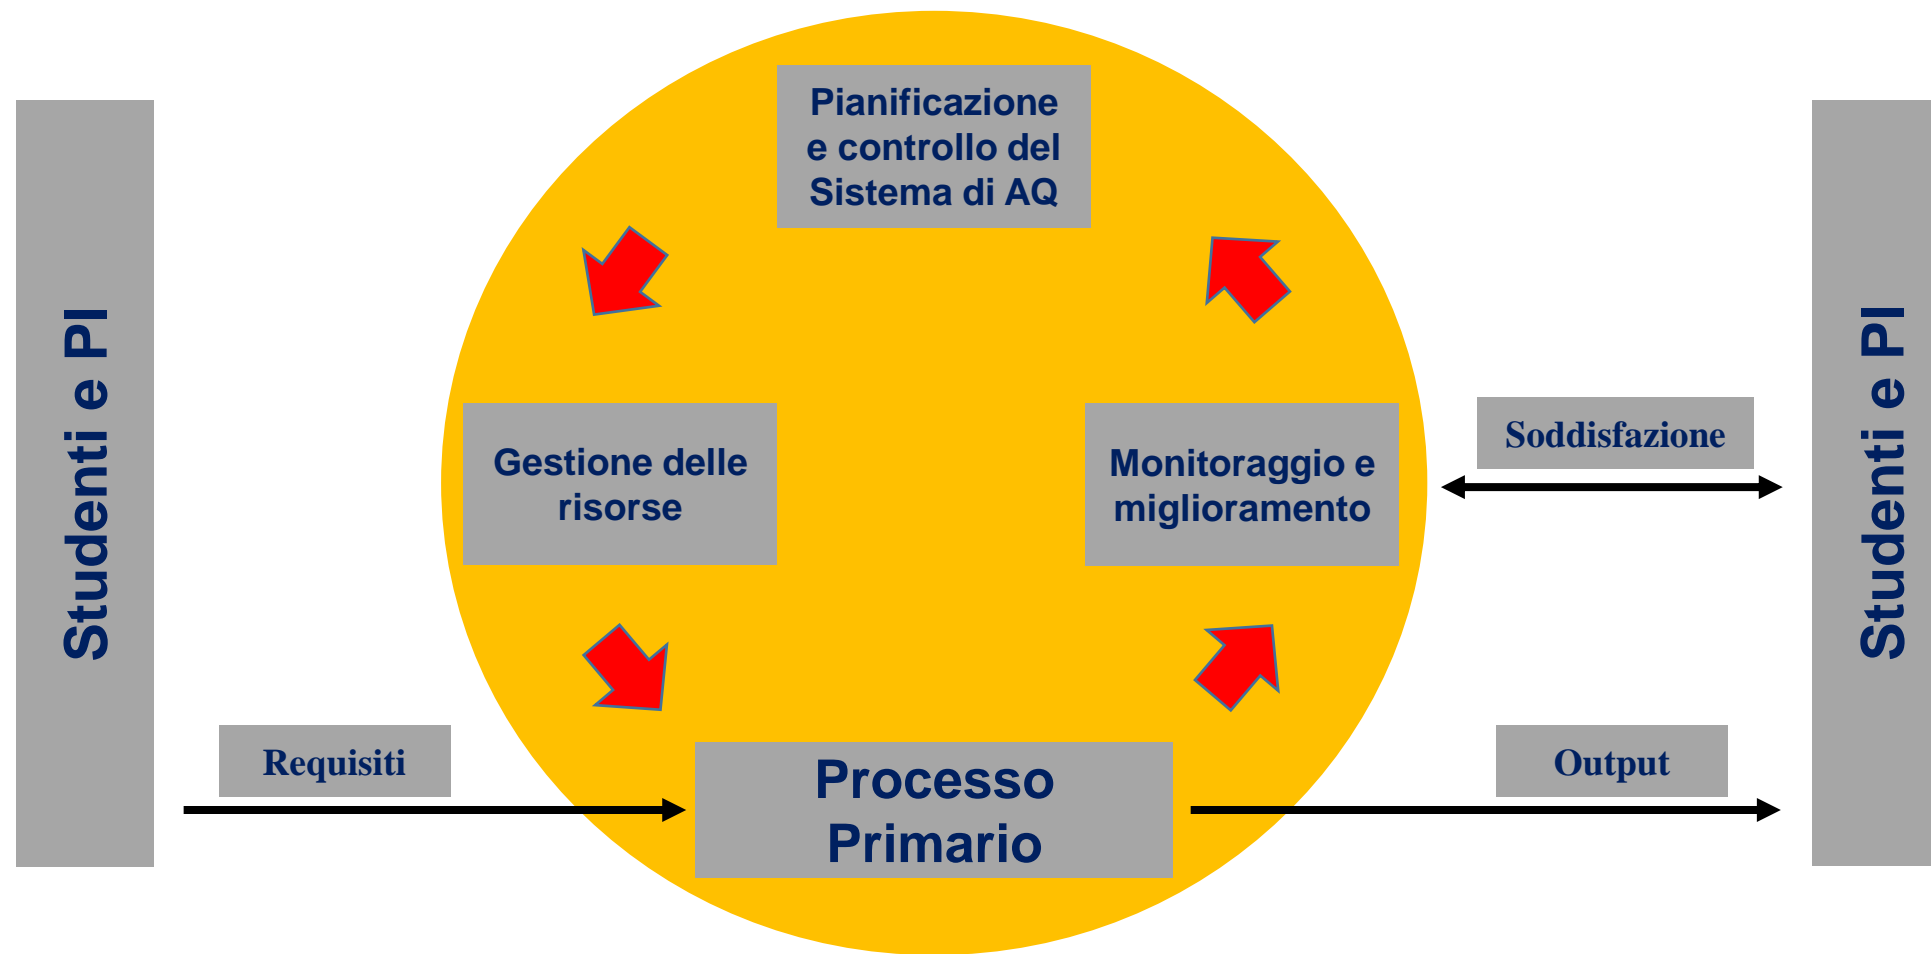 Pianificazione
e controllo del
Sistema di AQ
Studenti e PI
Gestione delle
risorse
Monitoraggio e
miglioramento
Soddisfazione
Studenti e PI
Requisiti
Processo
Primario
Output